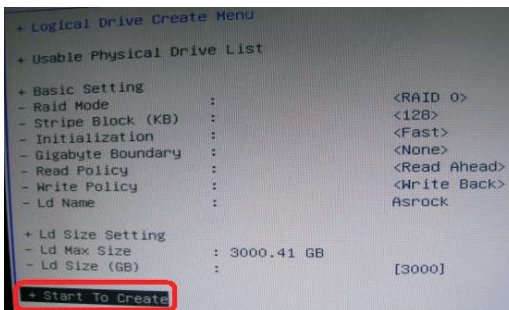 + Logical Drive Create Menu
+ Usable Physical Drive List
+ Basic Setting
- Raid Mode : <RAID 0>
- Stripe Block (KB) : <128>
- Initialization : <Fast>
- Gigabyte Boundary : <None>
- Read Policy : <Read Ahead>
- Write Policy : <Write Back>
- Ld Name : Asrock
+ Ld Size Setting
- Ld Max Size : 3000.41 GB
- Ld Size (GB) : [3000]
+ Start To Create